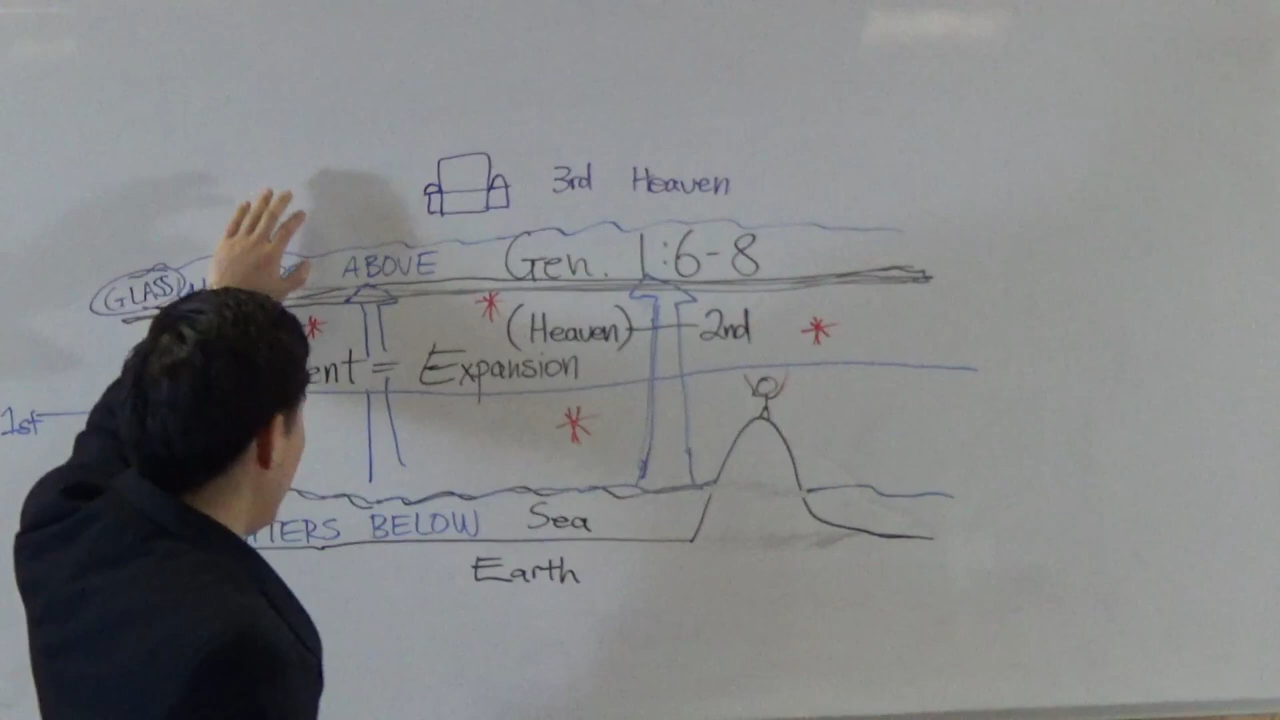 3rd Heaven
GLASS ABOVE Gen. 1:6-8
(Heaven) 2nd
ent = Expansion
1st
TERS BELOW Sea
Earth